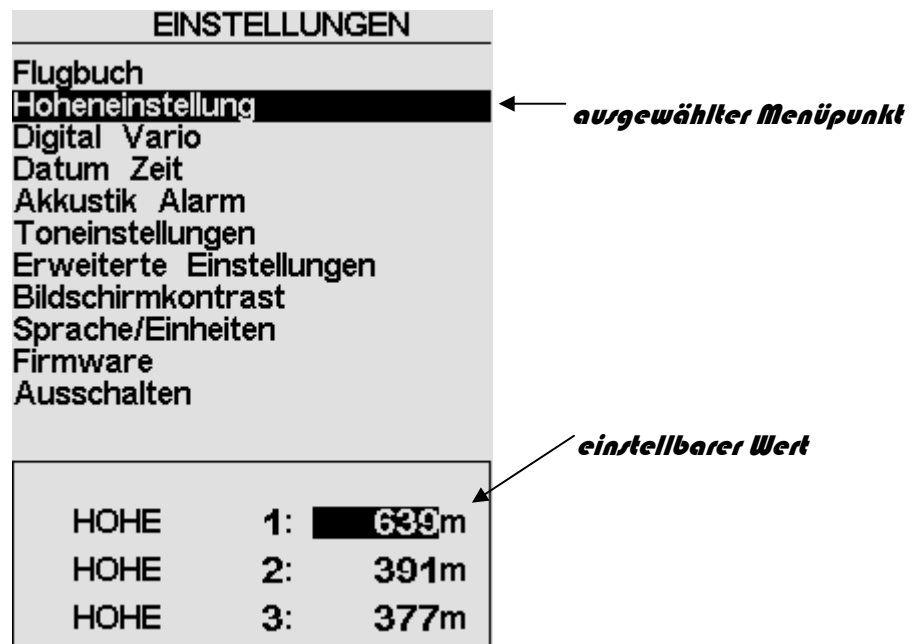 EINSTELLUNGEN
Flugbuch
Hoheneinstellung
ausgewählter Menüpunkt
Digital Vario
Datum Zeit
Akkustik Alarm
Toneinstellungen
Erweiterte Einstellungen
Bildschirmkontrast
Sprache/Einheiten
Firmware
Ausschalten
einstellbarer Wert
HOHE 1: 639m
HOHE 2: 391m
HOHE 3: 377m